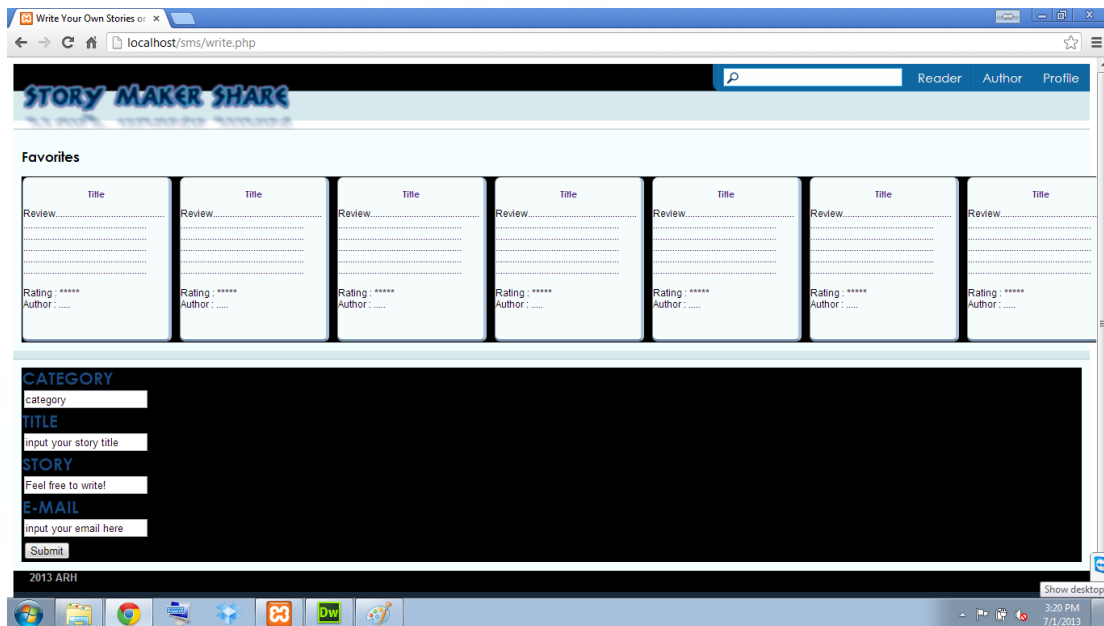 Write Your Own Stories or
localhost/sms/write.php
STORY MAKER SHARE
Reader Author Profile
Favorites
Title Title Title Title Title Title Title
Review.................................................. Review.................................................. Review.................................................. Review.................................................. Review.................................................. Review.................................................. Review..................................................
Rating : ***** Rating : ***** Rating : ***** Rating : ***** Rating : ***** Rating : ***** Rating : *****
Author : ..... Author : ..... Author : ..... Author : ..... Author : ..... Author : ..... Author : .....
CATEGORY
category
TITLE
input your story title
STORY
Feel free to write!
E-MAIL
input your email here
Submit
2013 ARH
Show desktop
Dw
3:20 PM
7/1/2013